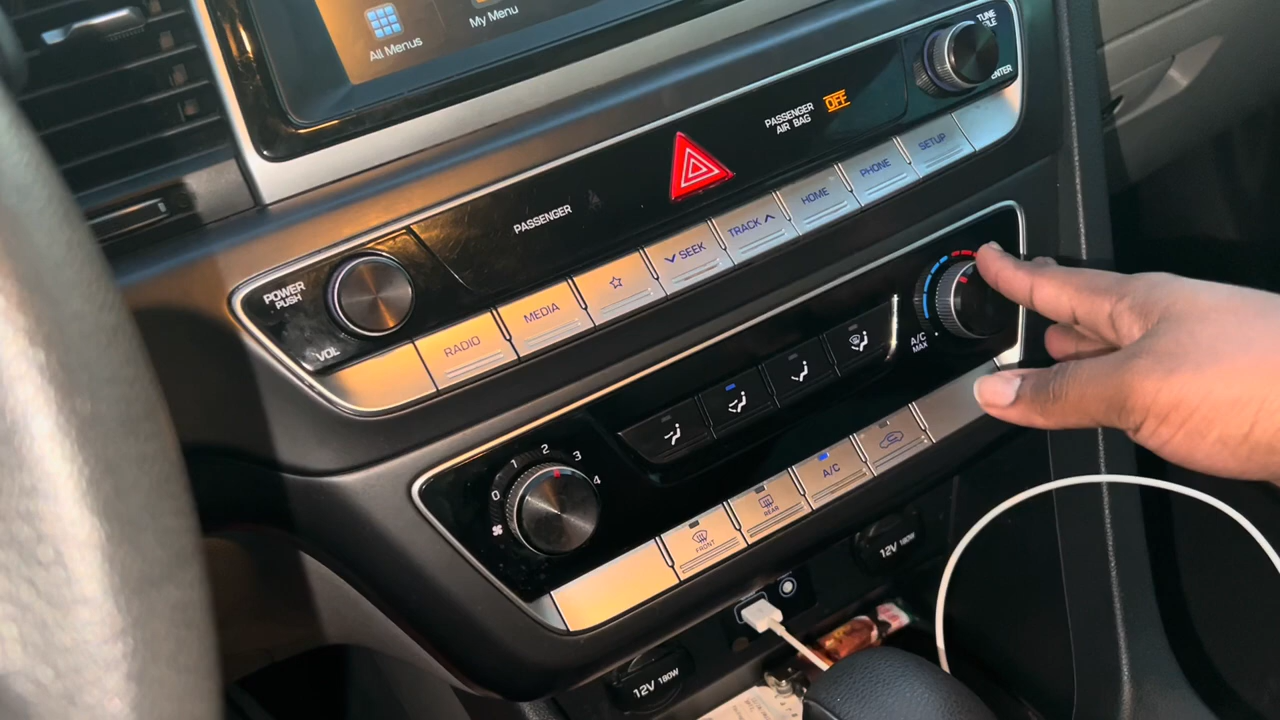 All Menus
My Menu
TUNE
FILE
ENTER
PASSENGER
AIR BAG
OFF
PASSENGER
POWER
PUSH
VOL
RADIO
MEDIA
SEEK
TRACK
HOME
PHONE
SETUP
A/C
MAX
0
1
2
3
4
FRONT
REAR
A/C
12V 180W
12V 180W